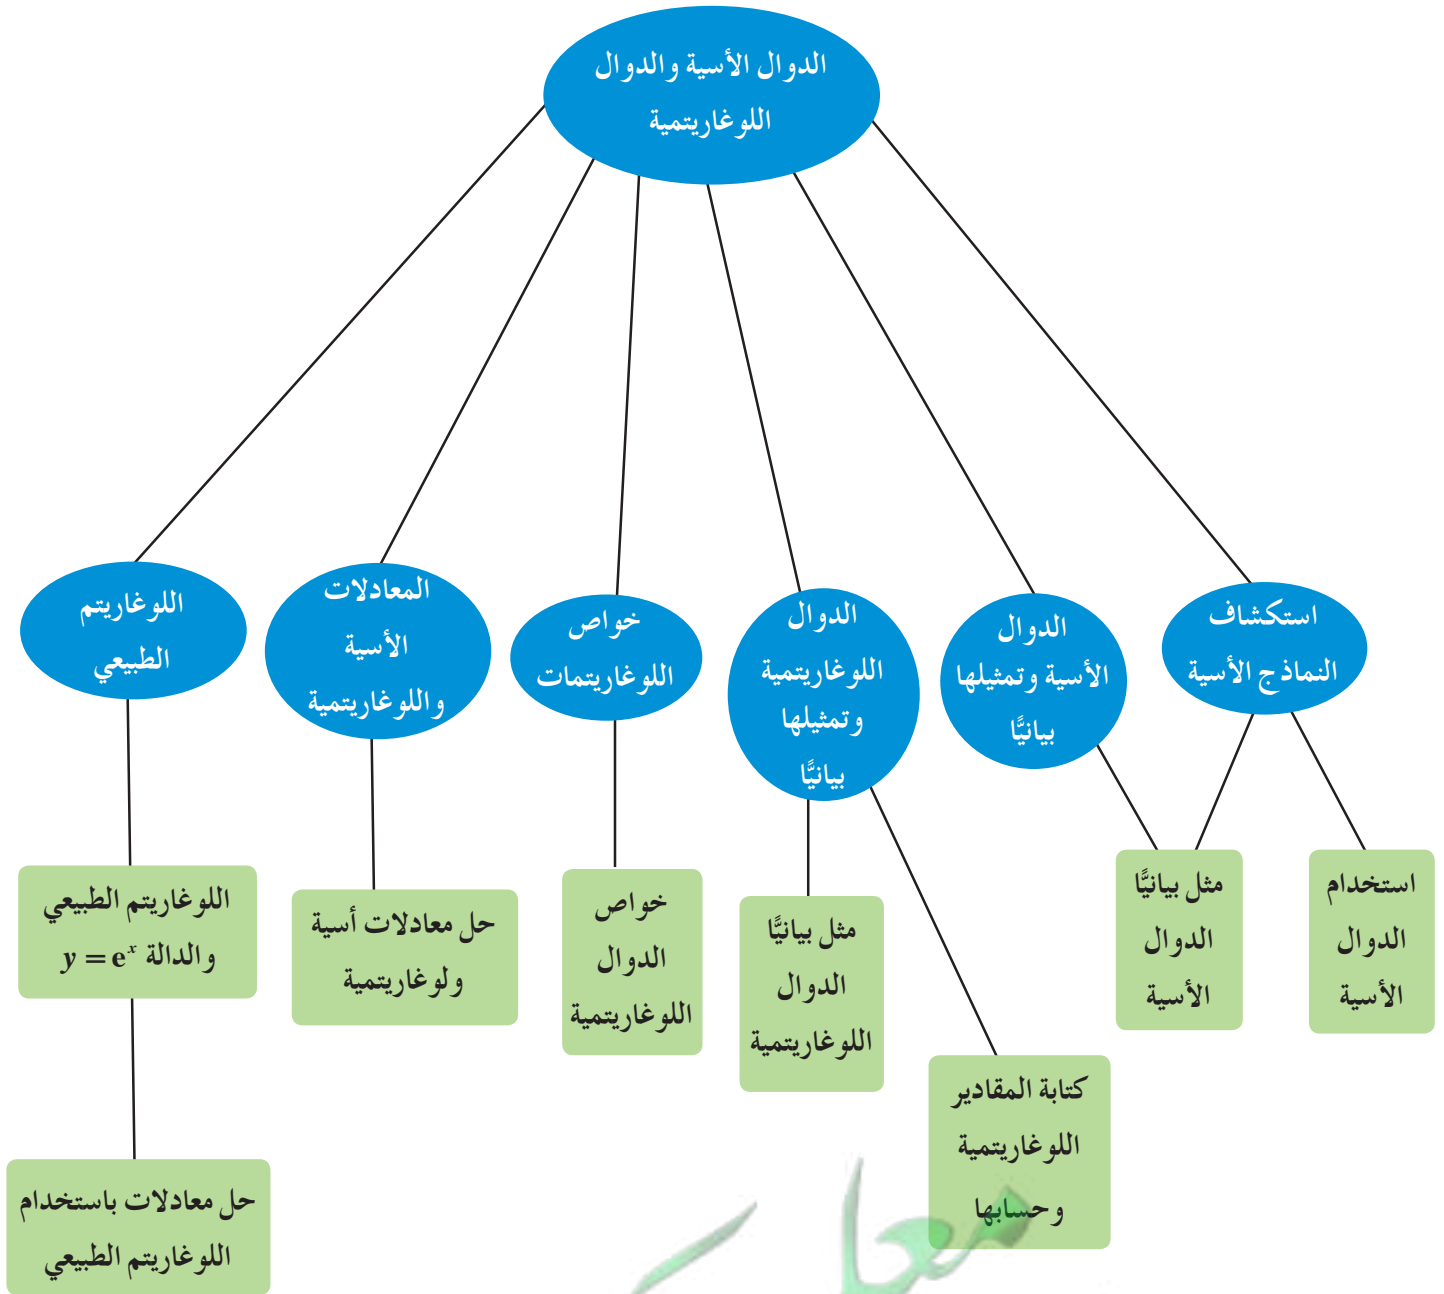 الدوال الأسية والدوال
اللوغاريتمية
استكشاف
النماذج الأسية
الدوال
الأسية وتمثيلها
بيانيًّا
الدوال
اللوغاريتمية
وتمثيلها
بيانيًّا
خواص
اللوغاريتمات
المعادلات
الأسية
واللوغاريتمية
اللوغاريتم
الطبيعي
استخدام
الدوال
الأسية
مثل بيانيًّا
الدوال
الأسية
كتابة المقادير
اللوغاريتمية
وحسابها
مثل بيانيًّا
الدوال
اللوغاريتمية
خواص
الدوال
اللوغاريتمية
حل معادلات أسية
ولوغاريتمية
اللوغاريتم الطبيعي
والدالة y = eˣ
حل معادلات باستخدام
اللوغاريتم الطبيعي